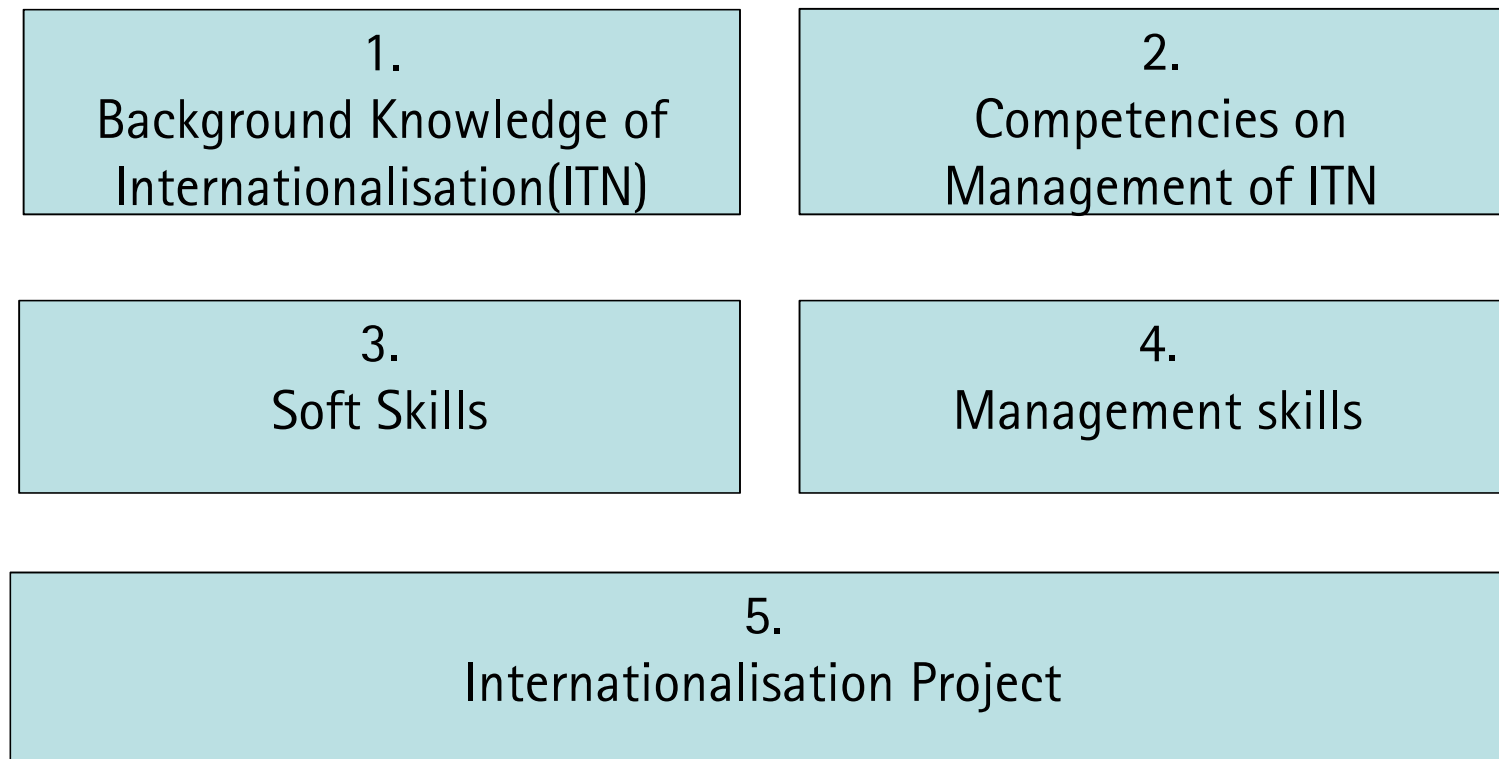 1.
Background Knowledge of
Internationalisation(ITN)
2.
Competencies on
Management of ITN
3.
Soft Skills
4.
Management skills
5.
Internationalisation Project